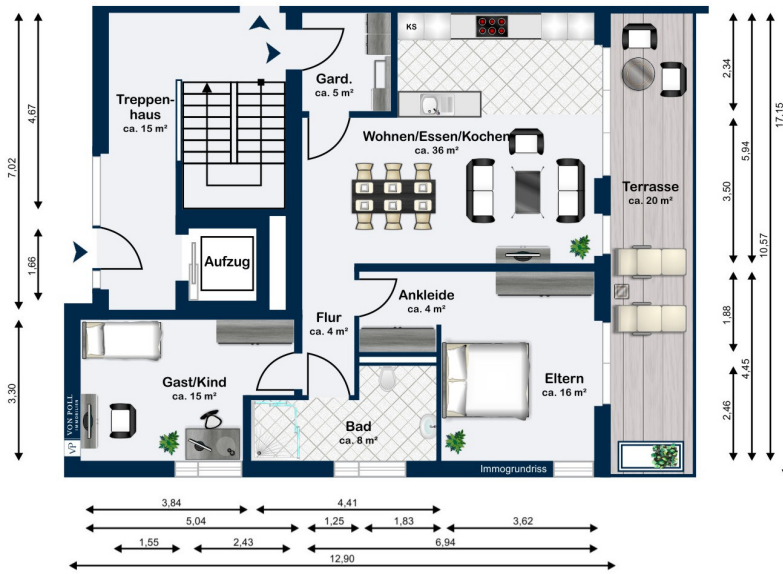 KS
Gard.
ca. 5 m²
Treppen-
haus
ca. 15 m²
Wohnen/Essen/Kochen
ca. 36 m²
Terrasse
ca. 20 m²
Aufzug
Ankleide
ca. 4 m²
Flur
ca. 4 m²
Gast/Kind
ca. 15 m²
Eltern
ca. 16 m²
Bad
ca. 8 m²
VON POLL
IMMOBILIEN
VP
Immogrundriss
4,67
7,02
1,66
3,30
2,34
5,94
17,15
3,50
10,57
1,88
4,45
2,46
3,84
4,41
5,04
1,25
1,83
3,62
1,55
2,43
6,94
12,90